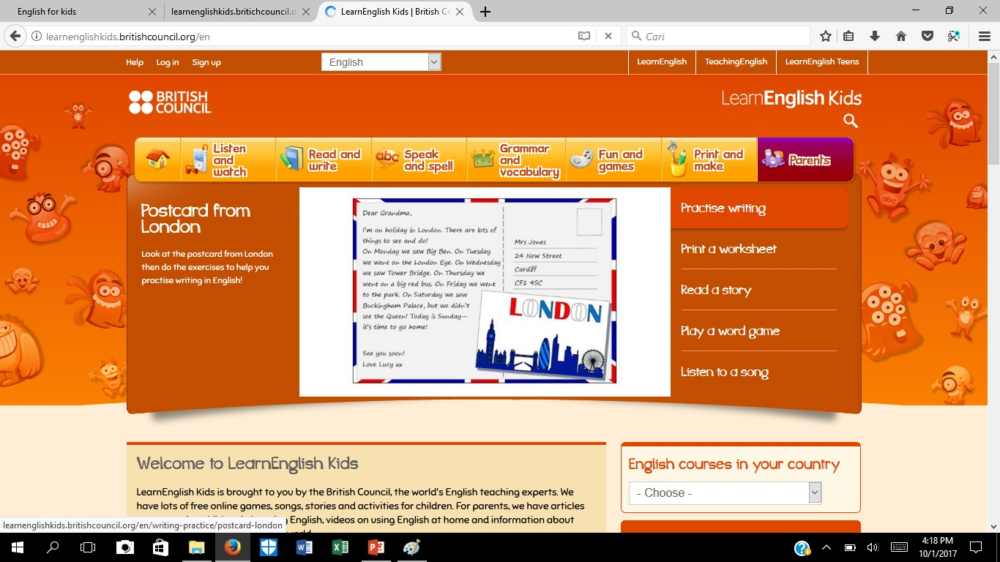 English for kids
learnenglishkids.britichcouncil.o
LearnEnglish Kids | British Co
learnenglishkids.britishcouncil.org/en
Cari
Help
Log in
Sign up
English
LearnEnglish
TeachingEnglish
LearnEnglish Teens
BRITISH
COUNCIL
LearnEnglish Kids
Listen
and
watch
Read and
write
abc
Speak
and spell
Grammar
and
vocabulary
Fun and
games
Print and
make
Parents
Postcard from
London
Look at the postcard from London
then do the exercises to help you
practise writing in English!
Dear Grandma,
I'm on holiday in London. There are lots of
things to see and do!
On Monday we saw Big Ben. On Tuesday
we went on the London Eye. On Wednesday
we saw Tower Bridge. On Thursday we
went on a big red bus. On Friday we went
to the park. On Saturday we saw
Buckingham Palace, but we didn't
see the Queen! Today is Sunday—
it's time to go home!
See you soon!
Love Lucy xx
Mrs Jones
24 New Street
Cardiff
CF1 4SC
LONDON
Practise writing
Print a worksheet
Read a story
Play a word game
Listen to a song
abc
Welcome to LearnEnglish Kids
LearnEnglish Kids is brought to you by the British Council, the world's English teaching experts. We
have lots of free online games, songs, stories and activities for children. For parents, we have articles
English, videos on using English at home and information about
English courses in your country
- Choose -
learnenglishkids.britishcouncil.org/en/writing-practice/postcard-london
4:18 PM
10/1/2017